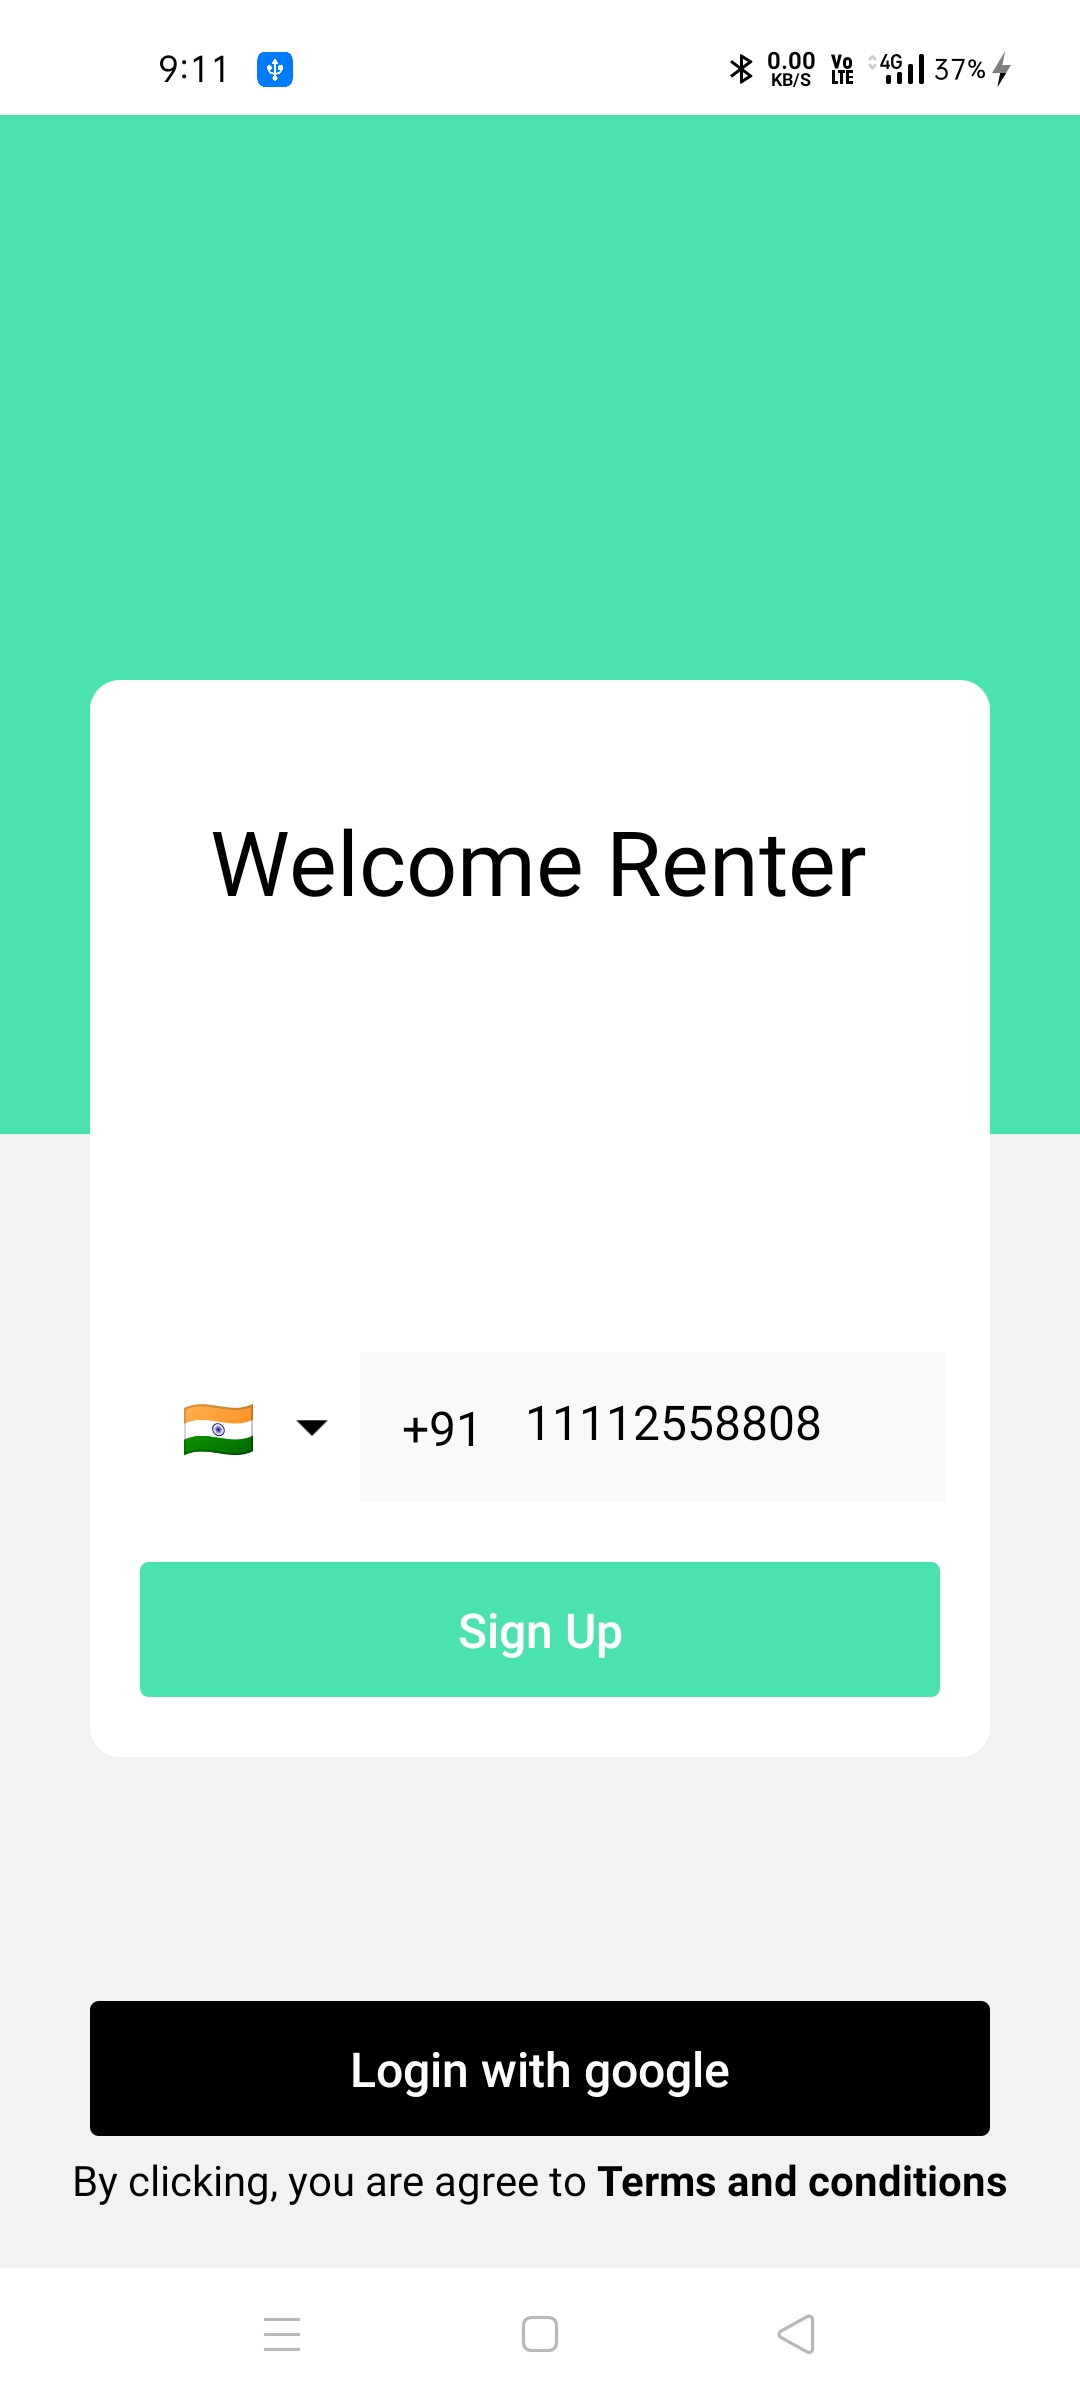 9:11
0.00 KB/S Vo LTE 4G 37%
Welcome Renter
+91 11112558808
Sign Up
Login with google
By clicking, you are agree to Terms and conditions